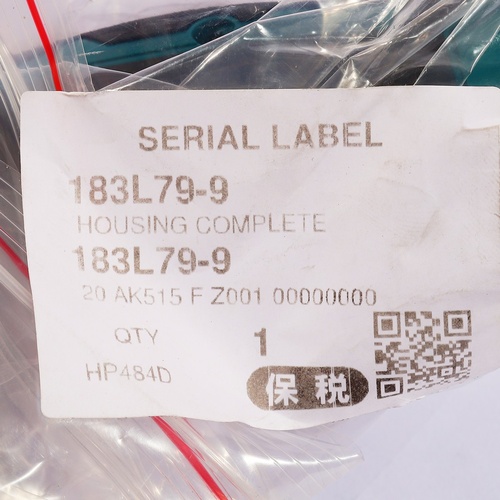 SERIAL LABEL
183L79-9
HOUSING COMPLETE
183L79-9
20 AK515 F Z001 00000000
QTY 1
HP484D 保税